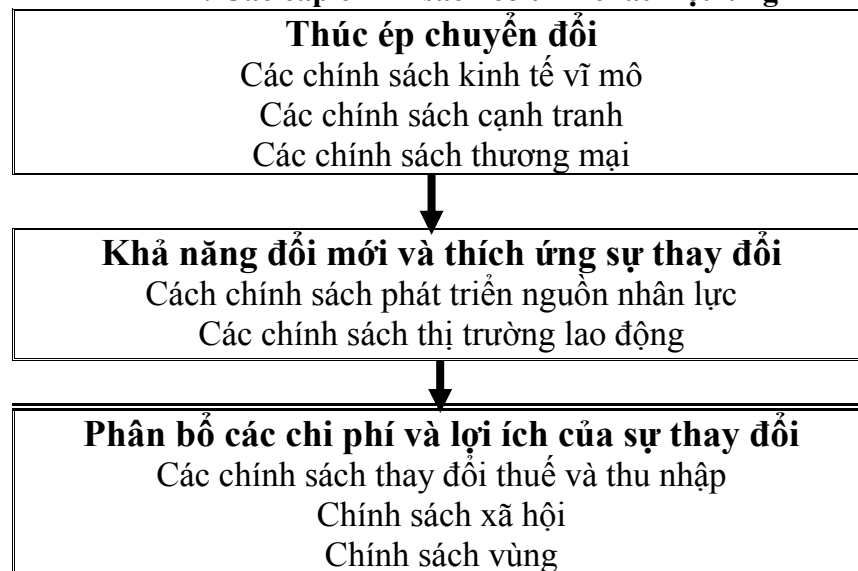 Thúc ép chuyển đổi
Các chính sách kinh tế vĩ mô
Các chính sách cạnh tranh
Các chính sách thương mại
Khả năng đổi mới và thích ứng sự thay đổi
Cách chính sách phát triển nguồn nhân lực
Các chính sách thị trường lao động
Phân bổ các chi phí và lợi ích của sự thay đổi
Các chính sách thay đổi thuế và thu nhập
Chính sách xã hội
Chính sách vùng